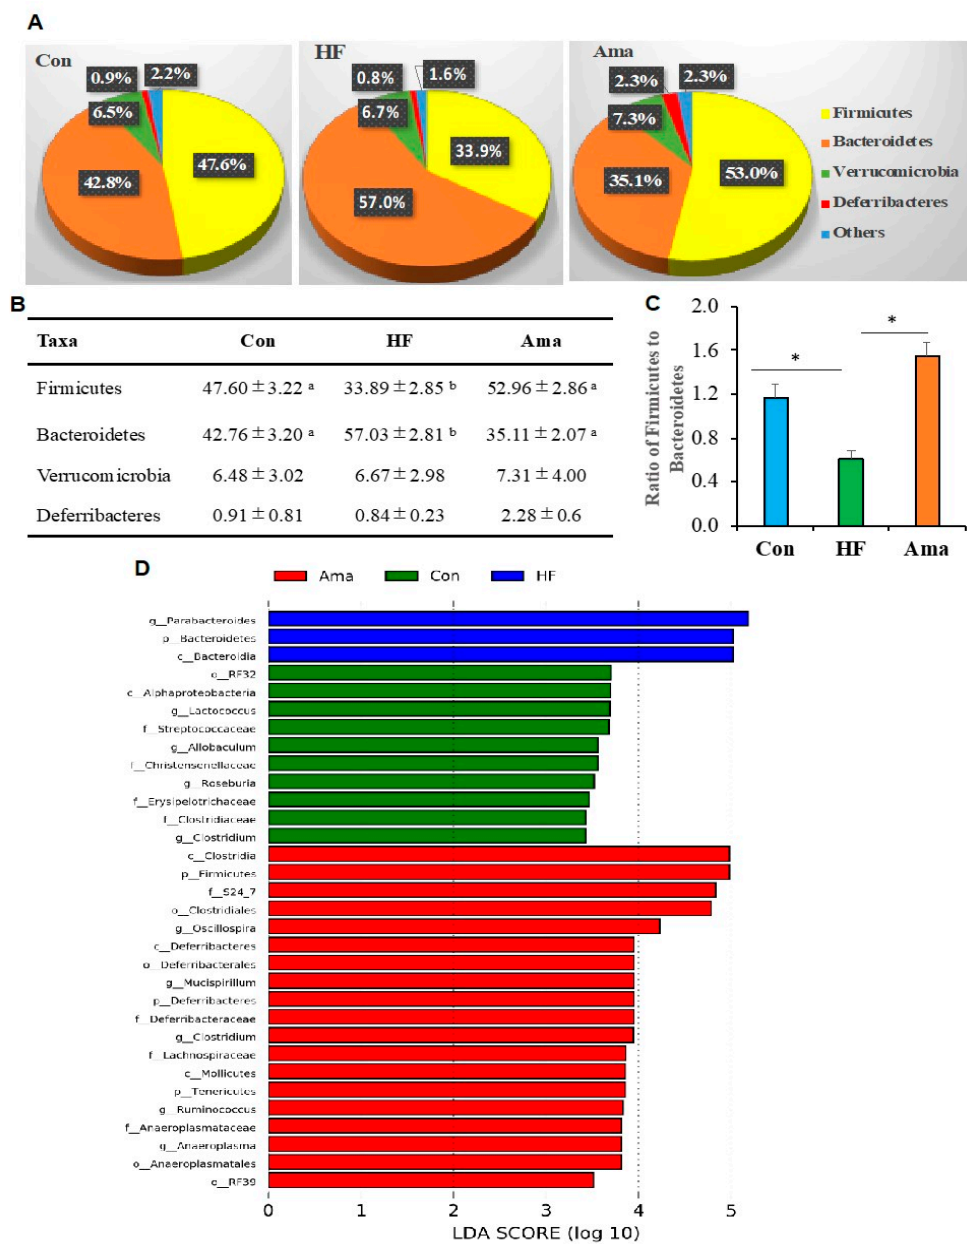 A
Con
0.9%
2.2%
6.5%
47.6%
42.8%
HF
0.8%
1.6%
6.7%
33.9%
57.0%
Ama
2.3%
2.3%
7.3%
35.1%
53.0%
Firmicutes
Bacteroidetes
Verrucomicrobia
Deferribacteres
Others
B
Taxa Con HF Ama
Firmicutes 47.60 ± 3.22 a 33.89 ± 2.85 b 52.96 ± 2.86 a
Bacteroidetes 42.76 ± 3.20 a 57.03 ± 2.81 b 35.11 ± 2.07 a
Verrucomicrobia 6.48 ± 3.02 6.67 ± 2.98 7.31 ± 4.00
Deferribacteres 0.91 ± 0.81 0.84 ± 0.23 2.28 ± 0.6
C
Ratio of Firmicutes to
Bacteroidetes
2.0
1.6
1.2
0.8
0.4
0.0
*
*
Con HF Ama
D
Ama Con HF
g__Parabacteroides
p__Bacteroidetes
c__Bacteroidia
o__RF32
c__Alphaproteobacteria
g__Lactococcus
f__Streptococcaceae
g__Allobaculum
f__Christensenellaceae
g__Roseburia
f__Erysipelotrichaceae
f__Clostridiaceae
g__Clostridium
c__Clostridia
p__Firmicutes
f__S24_7
o__Clostridiales
g__Oscillospira
c__Deferribacteres
o__Deferribacterales
g__Mucispirillum
p__Deferribacteres
f__Deferribacteraceae
g__Clostridium
f__Lachnospiraceae
c__Mollicutes
p__Tenericutes
g__Ruminococcus
f__Anaeroplasmataceae
g__Anaeroplasma
o__Anaeroplasmatales
o__RF39
0 1 2 3 4 5
LDA SCORE (log 10)